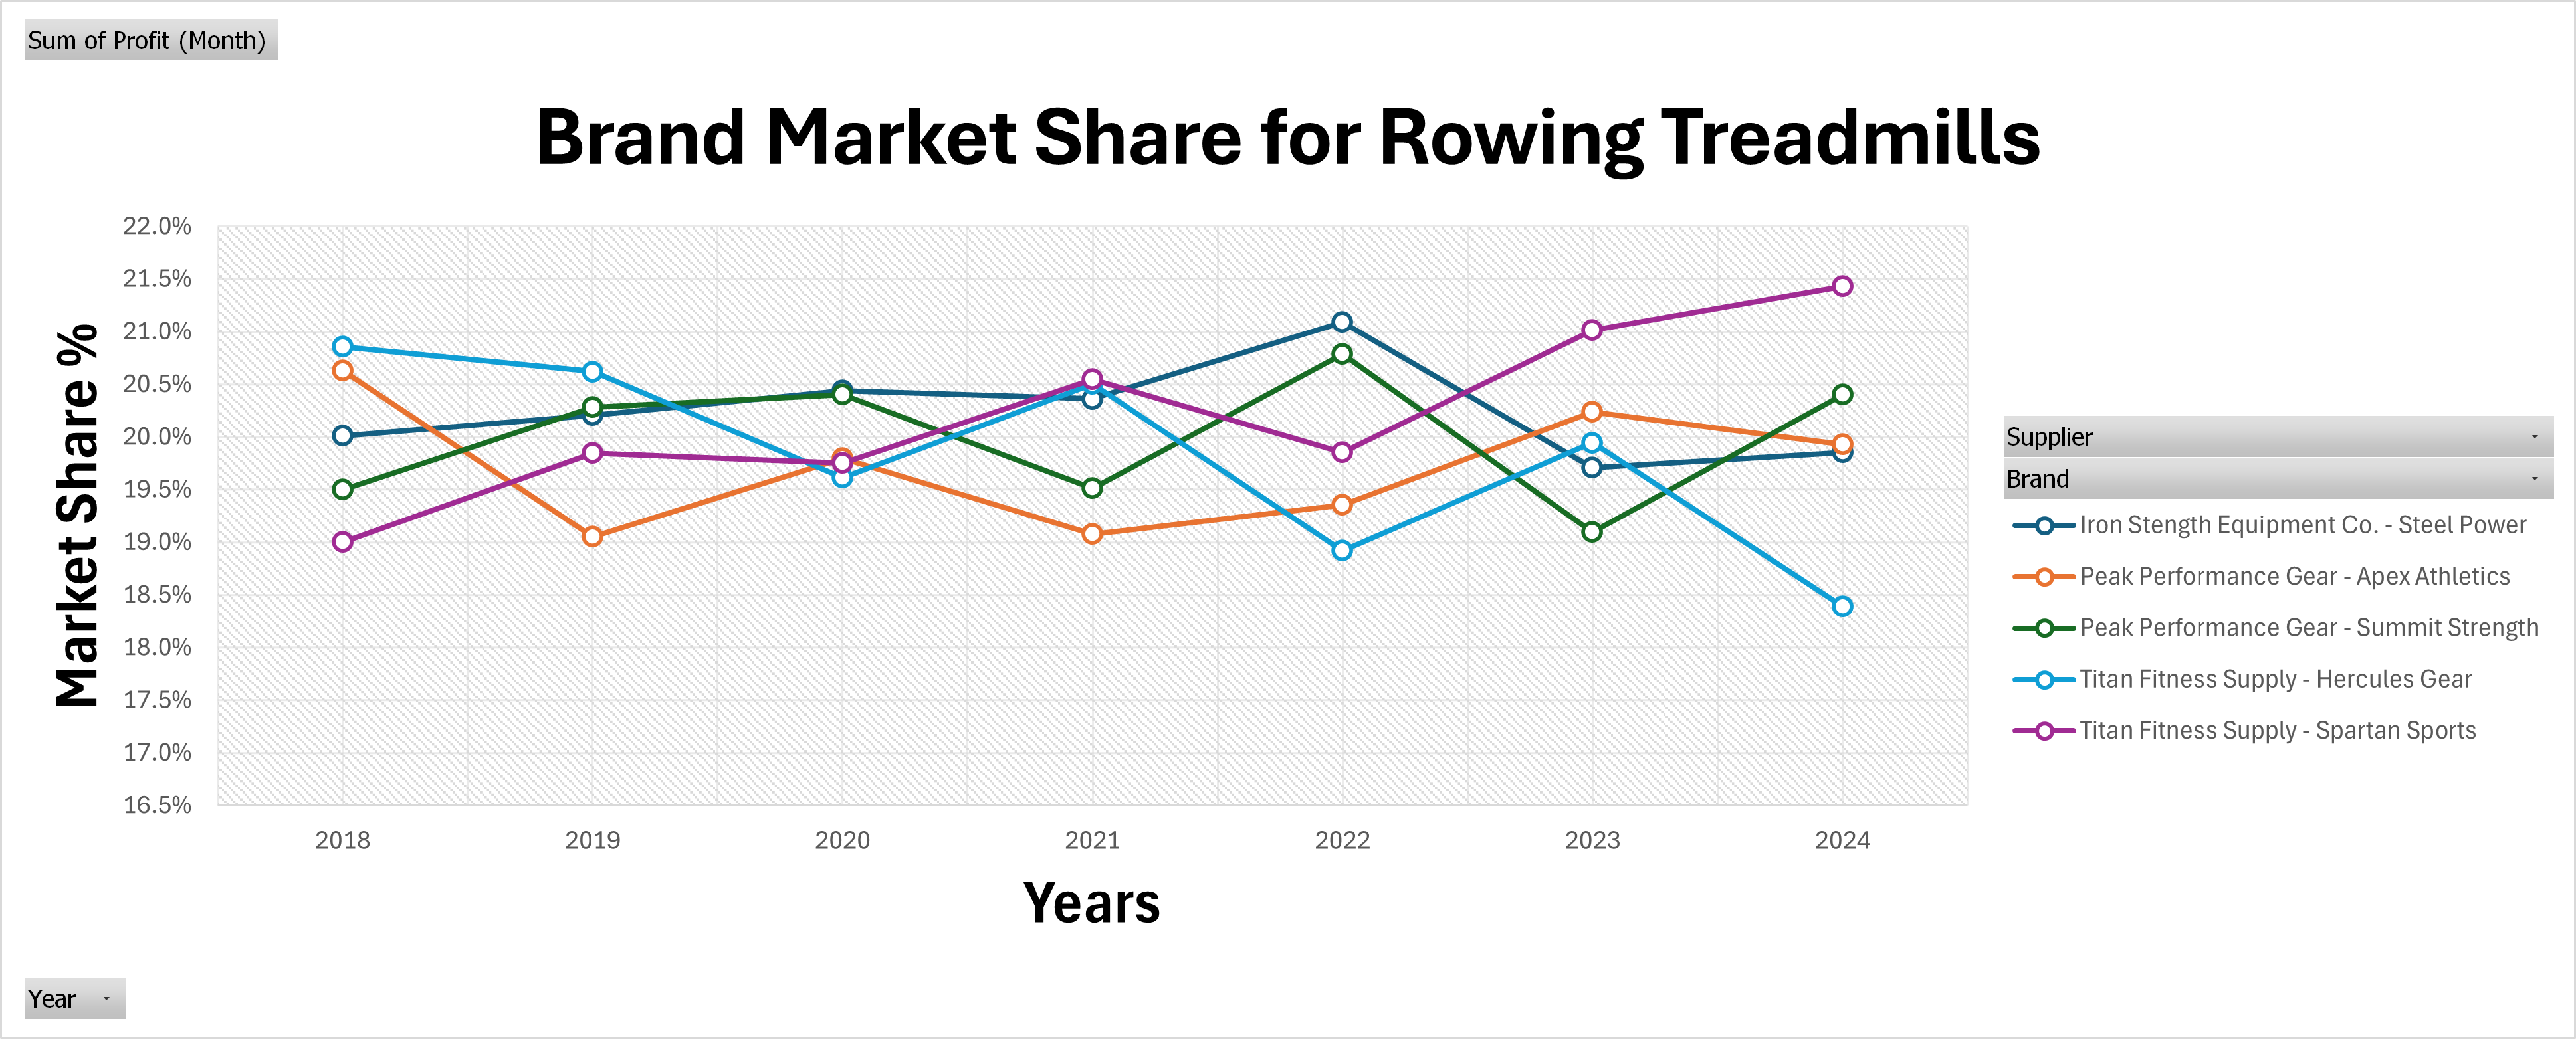 Sum of Profit (Month)
Brand Market Share for Rowing Treadmills
Market Share %
22.0%
21.5%
21.0%
20.5%
20.0%
19.5%
19.0%
18.5%
18.0%
17.5%
17.0%
16.5%
2018 2019 2020 2021 2022 2023 2024
Years
Supplier
Brand
Iron Stength Equipment Co. - Steel Power
Peak Performance Gear - Apex Athletics
Peak Performance Gear - Summit Strength
Titan Fitness Supply - Hercules Gear
Titan Fitness Supply - Spartan Sports
Year